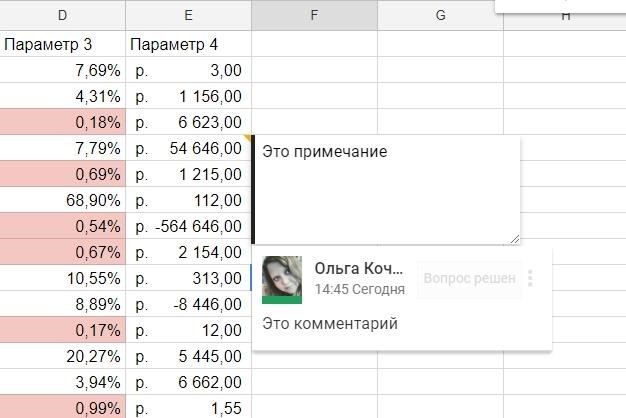 D E F G H
Параметр 3 Параметр 4
7,69% р. 3,00
4,31% р. 1 156,00
0,18% р. 6 623,00
7,79% р. 54 646,00 Это примечание
0,69% р. 1 215,00
68,90% р. 112,00
0,54% р. -564 646,00
0,67% р. 2 154,00
Ольга Коч... Вопрос решен
10,55% р. 313,00
14:45 Сегодня
8,89% р. -8 446,00
Это комментарий
0,17% р. 12,00
20,27% р. 5 445,00
3,94% р. 6 662,00
0,99% р. 1,55